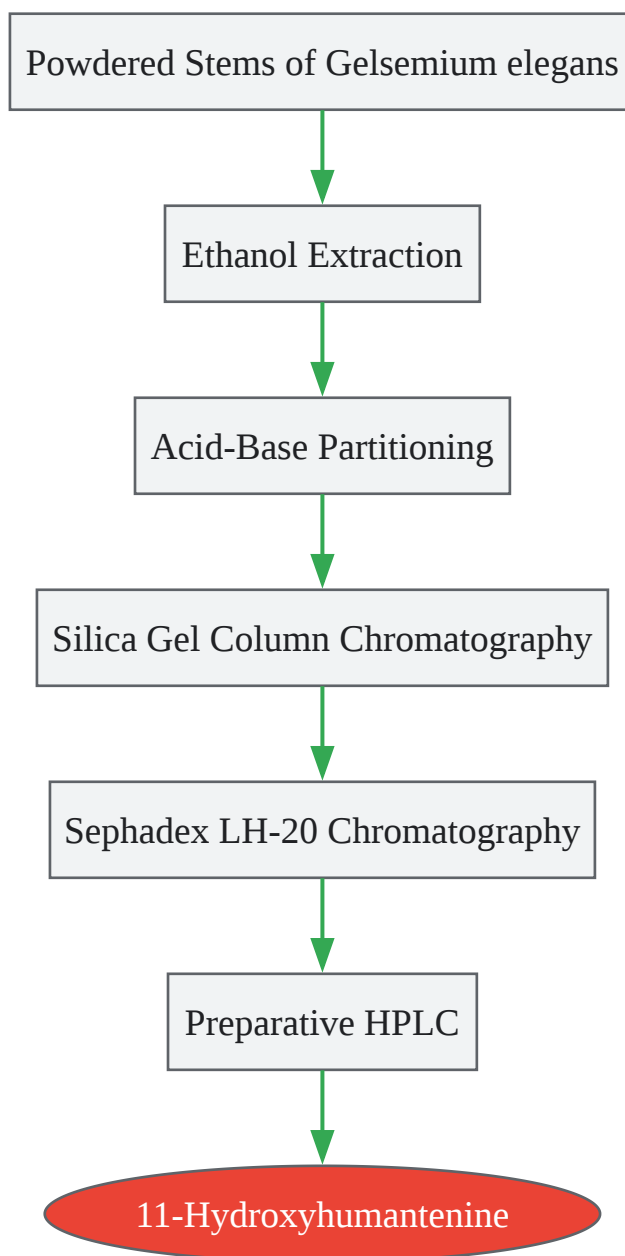 Powdered Stems of Gelsemium elegans
Ethanol Extraction
Acid-Base Partitioning
Silica Gel Column Chromatography
Sephadex LH-20 Chromatography
Preparative HPLC
11-Hydroxyhumantenine